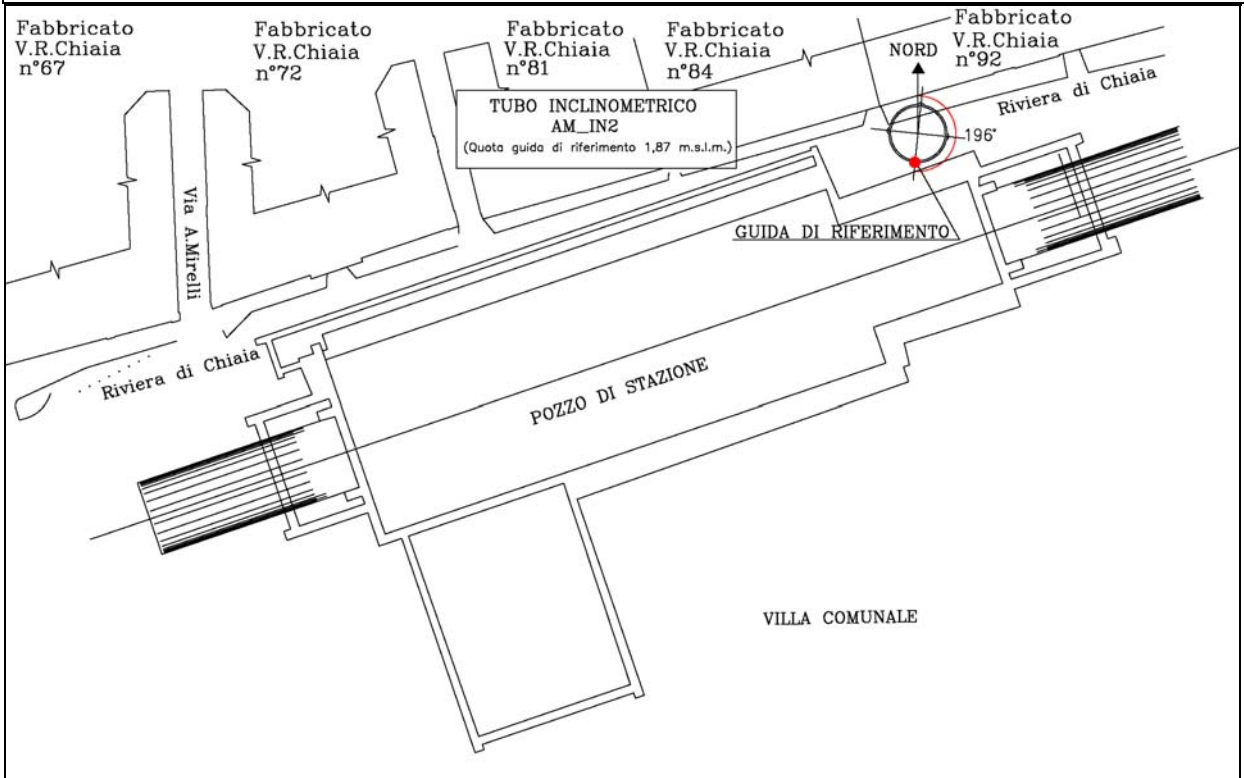 Fabbricato
V.R.Chiaia
n°67
Fabbricato
V.R.Chiaia
n°72
Fabbricato
V.R.Chiaia
n°81
Fabbricato
V.R.Chiaia
n°84
Fabbricato
V.R.Chiaia
n°92
NORD
TUBO INCLINOMETRICO
AM_IN2
(Quota guida di riferimento 1,87 m.s.l.m.)
Riviera di Chiaia
196°
GUIDA DI RIFERIMENTO
Via A.Mirelli
Riviera di Chiaia
POZZO DI STAZIONE
VILLA COMUNALE